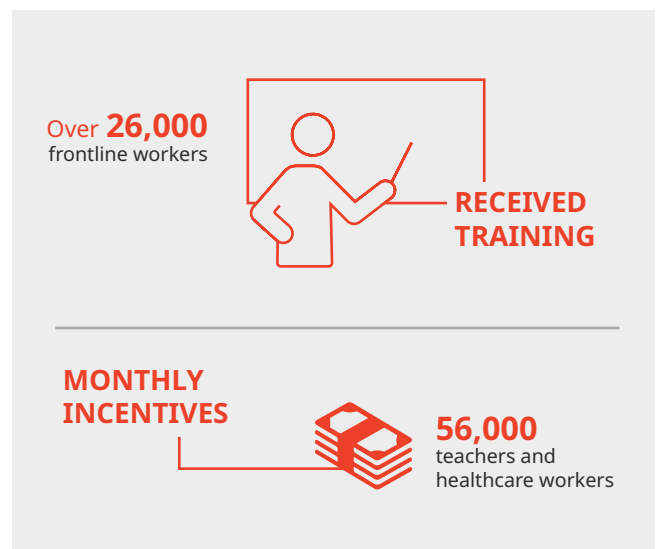 Over 26,000
frontline workers
RECEIVED
TRAINING
MONTHLY
INCENTIVES
56,000
teachers and
healthcare workers